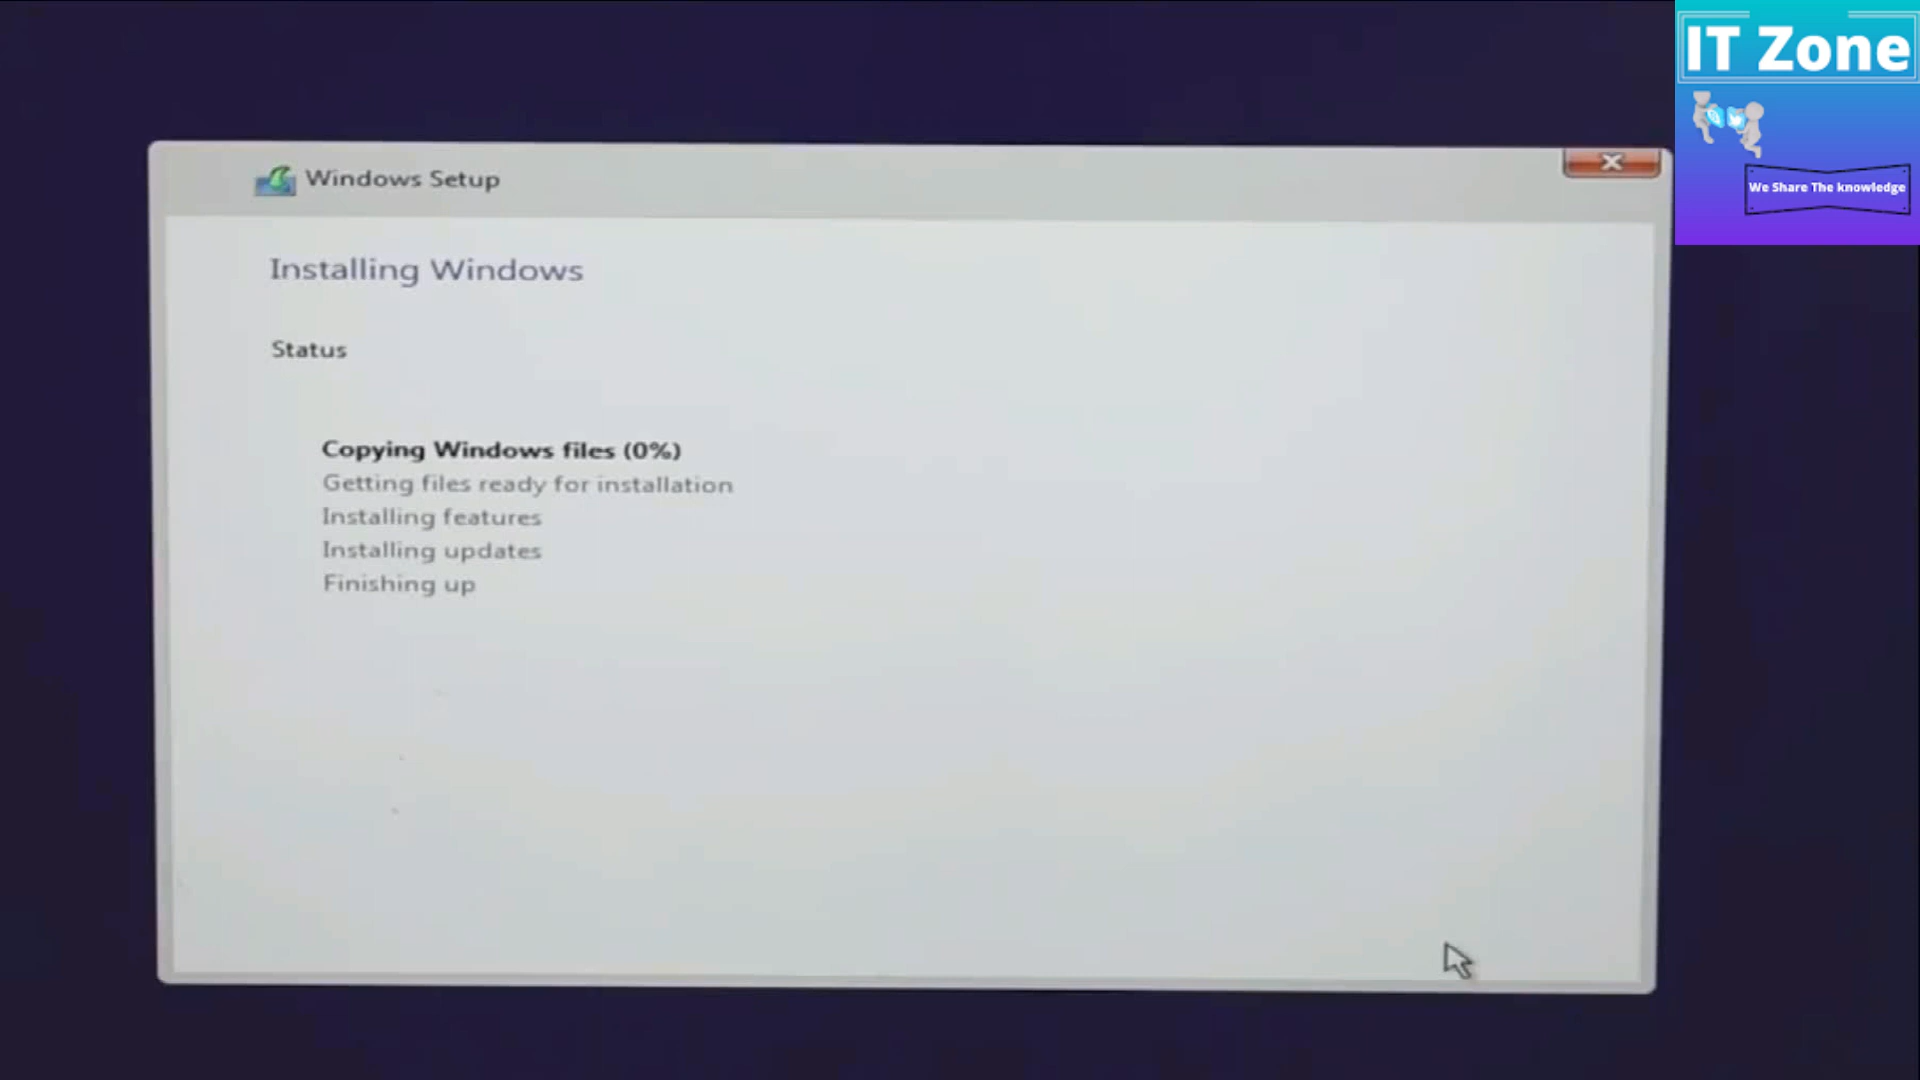 IT Zone
We Share The knowledge
Windows Setup
Installing Windows
Status
Copying Windows files (0%)
Getting files ready for installation
Installing features
Installing updates
Finishing up